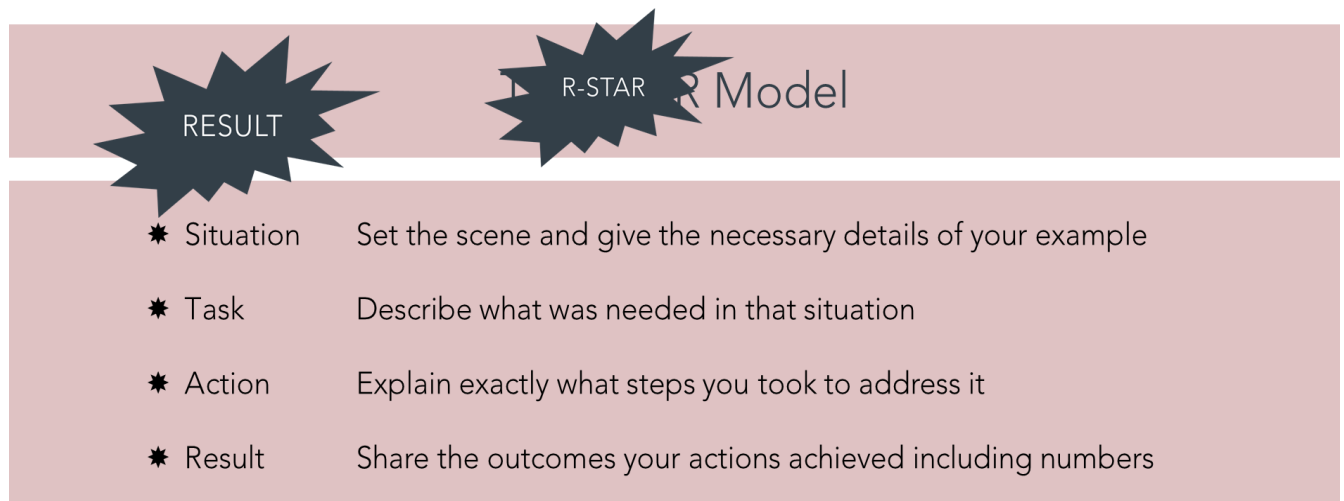 R-STAR
R Model
RESULT
✸ Situation Set the scene and give the necessary details of your example
✸ Task Describe what was needed in that situation
✸ Action Explain exactly what steps you took to address it
✸ Result Share the outcomes your actions achieved including numbers